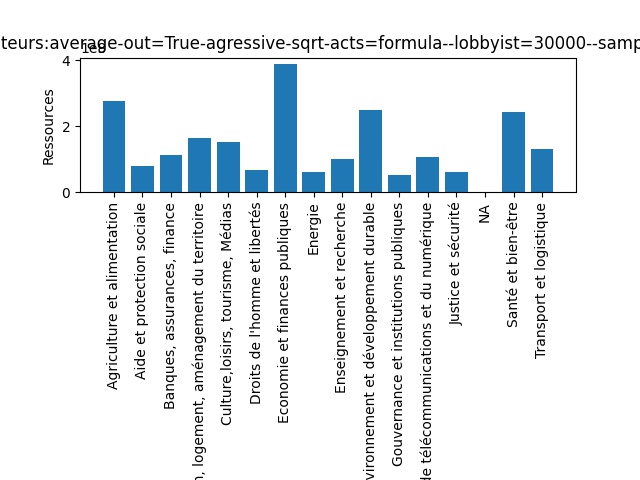 teurs:average-out=True-agressive-sqrt-acts=formula--lobbyist=30000--samp
1e8
4
2
0
Ressources
Agriculture et alimentation
Aide et protection sociale
Banques, assurances, finance
logement, aménagement du territoire
Culture,loisirs, tourisme, Médias
Droits de l'homme et libertés
Economie et finances publiques
Energie
Enseignement et recherche
vironnement et développement durable
Gouvernance et institutions publiques
de télécommunications et du numérique
Justice et sécurité
NA
Santé et bien-être
Transport et logistique